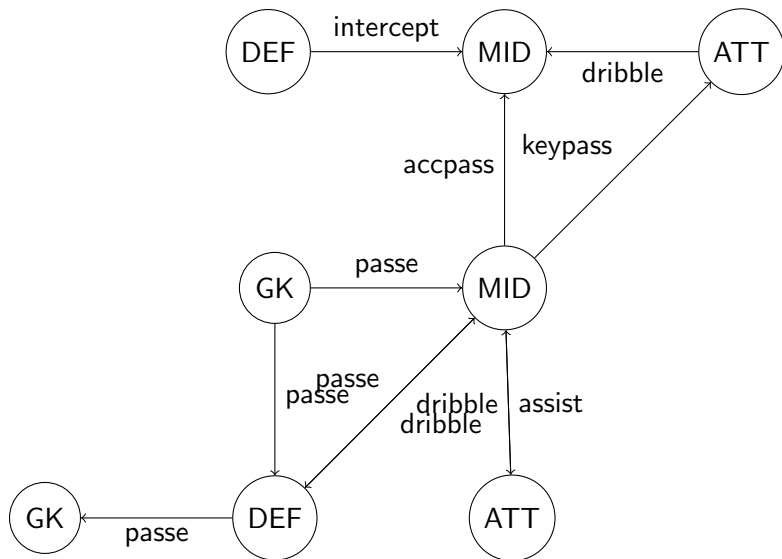 DEF
intercept
MID
dribble
ATT
accpass
keypass
GK
passe
MID
passe
passe
dribble
dribble
assist
GK
passe
DEF
ATT